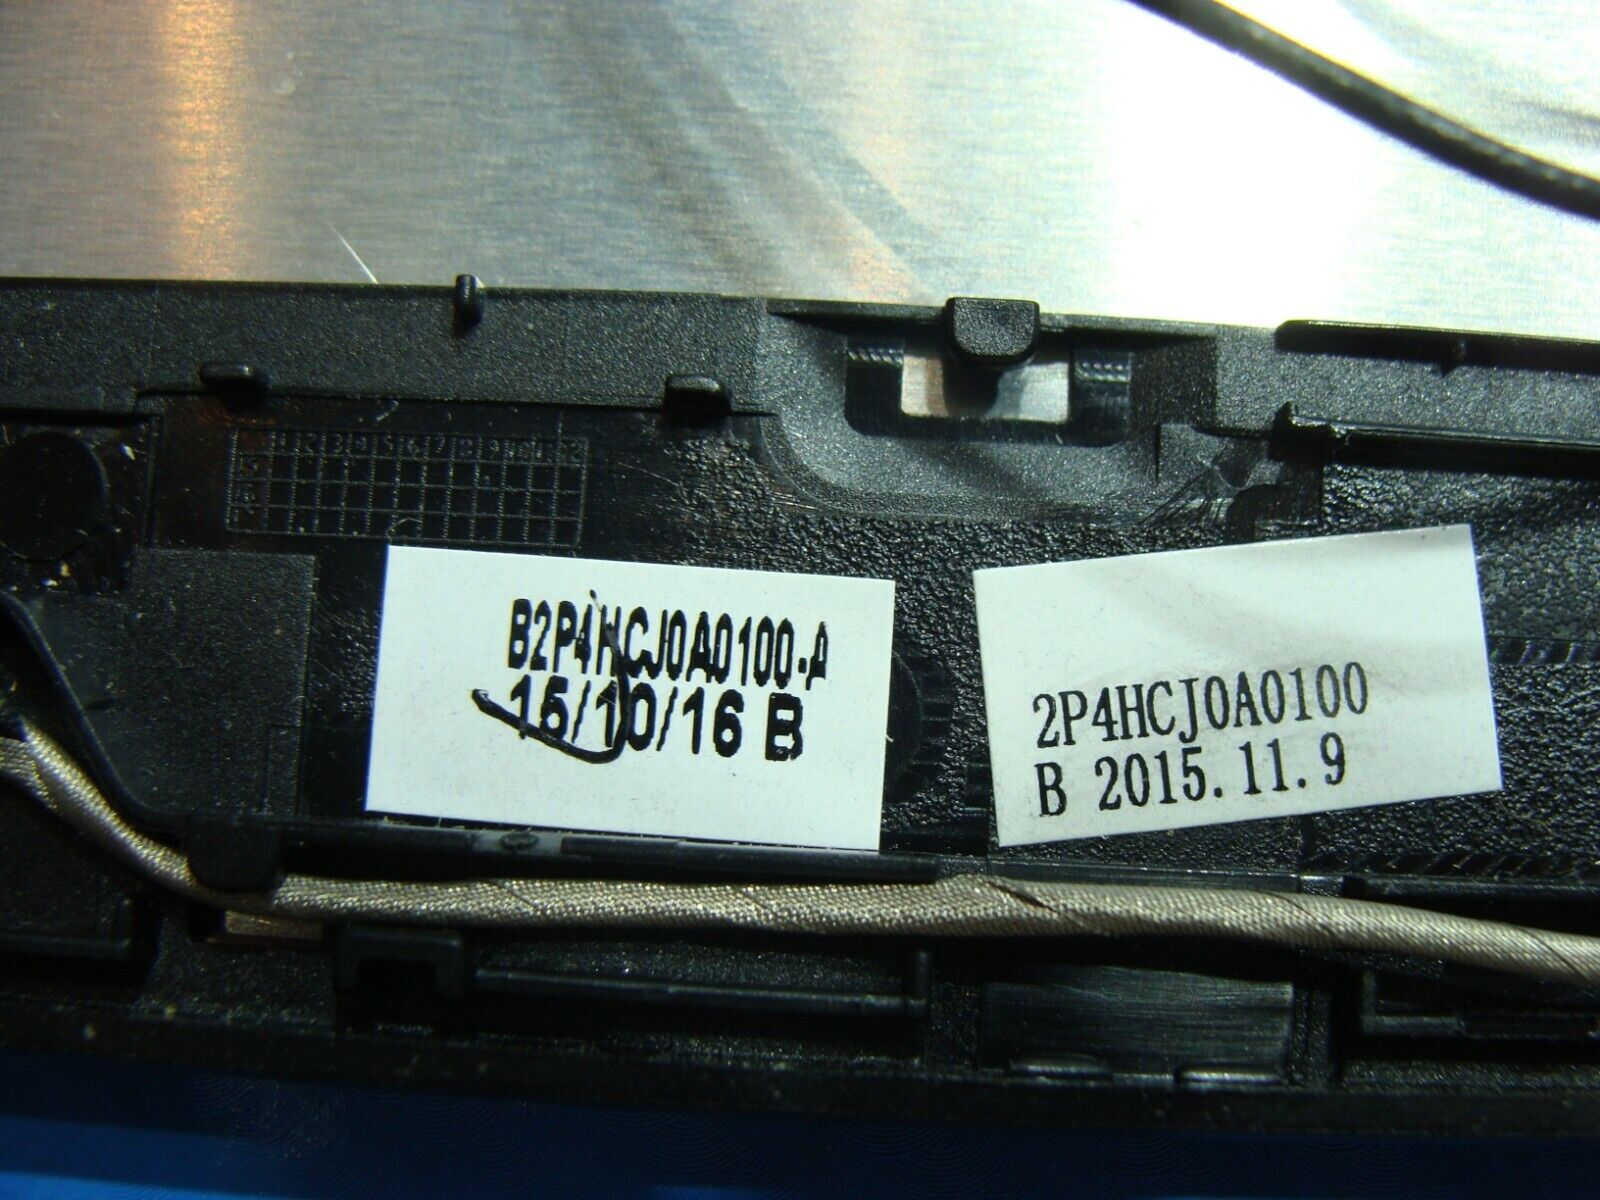 B2P4HCJ0A0100-A
15/10/16 B
2P4HCJ0A0100
B 2015.11.9